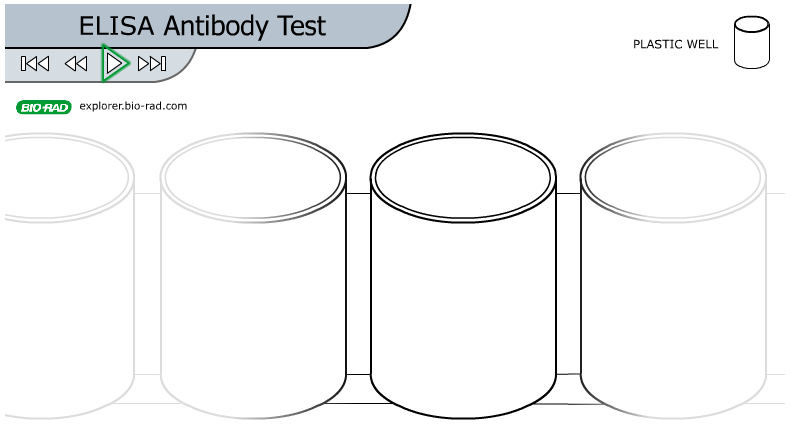 ELISA Antibody Test
PLASTIC WELL
BIO-RAD explorer.bio-rad.com